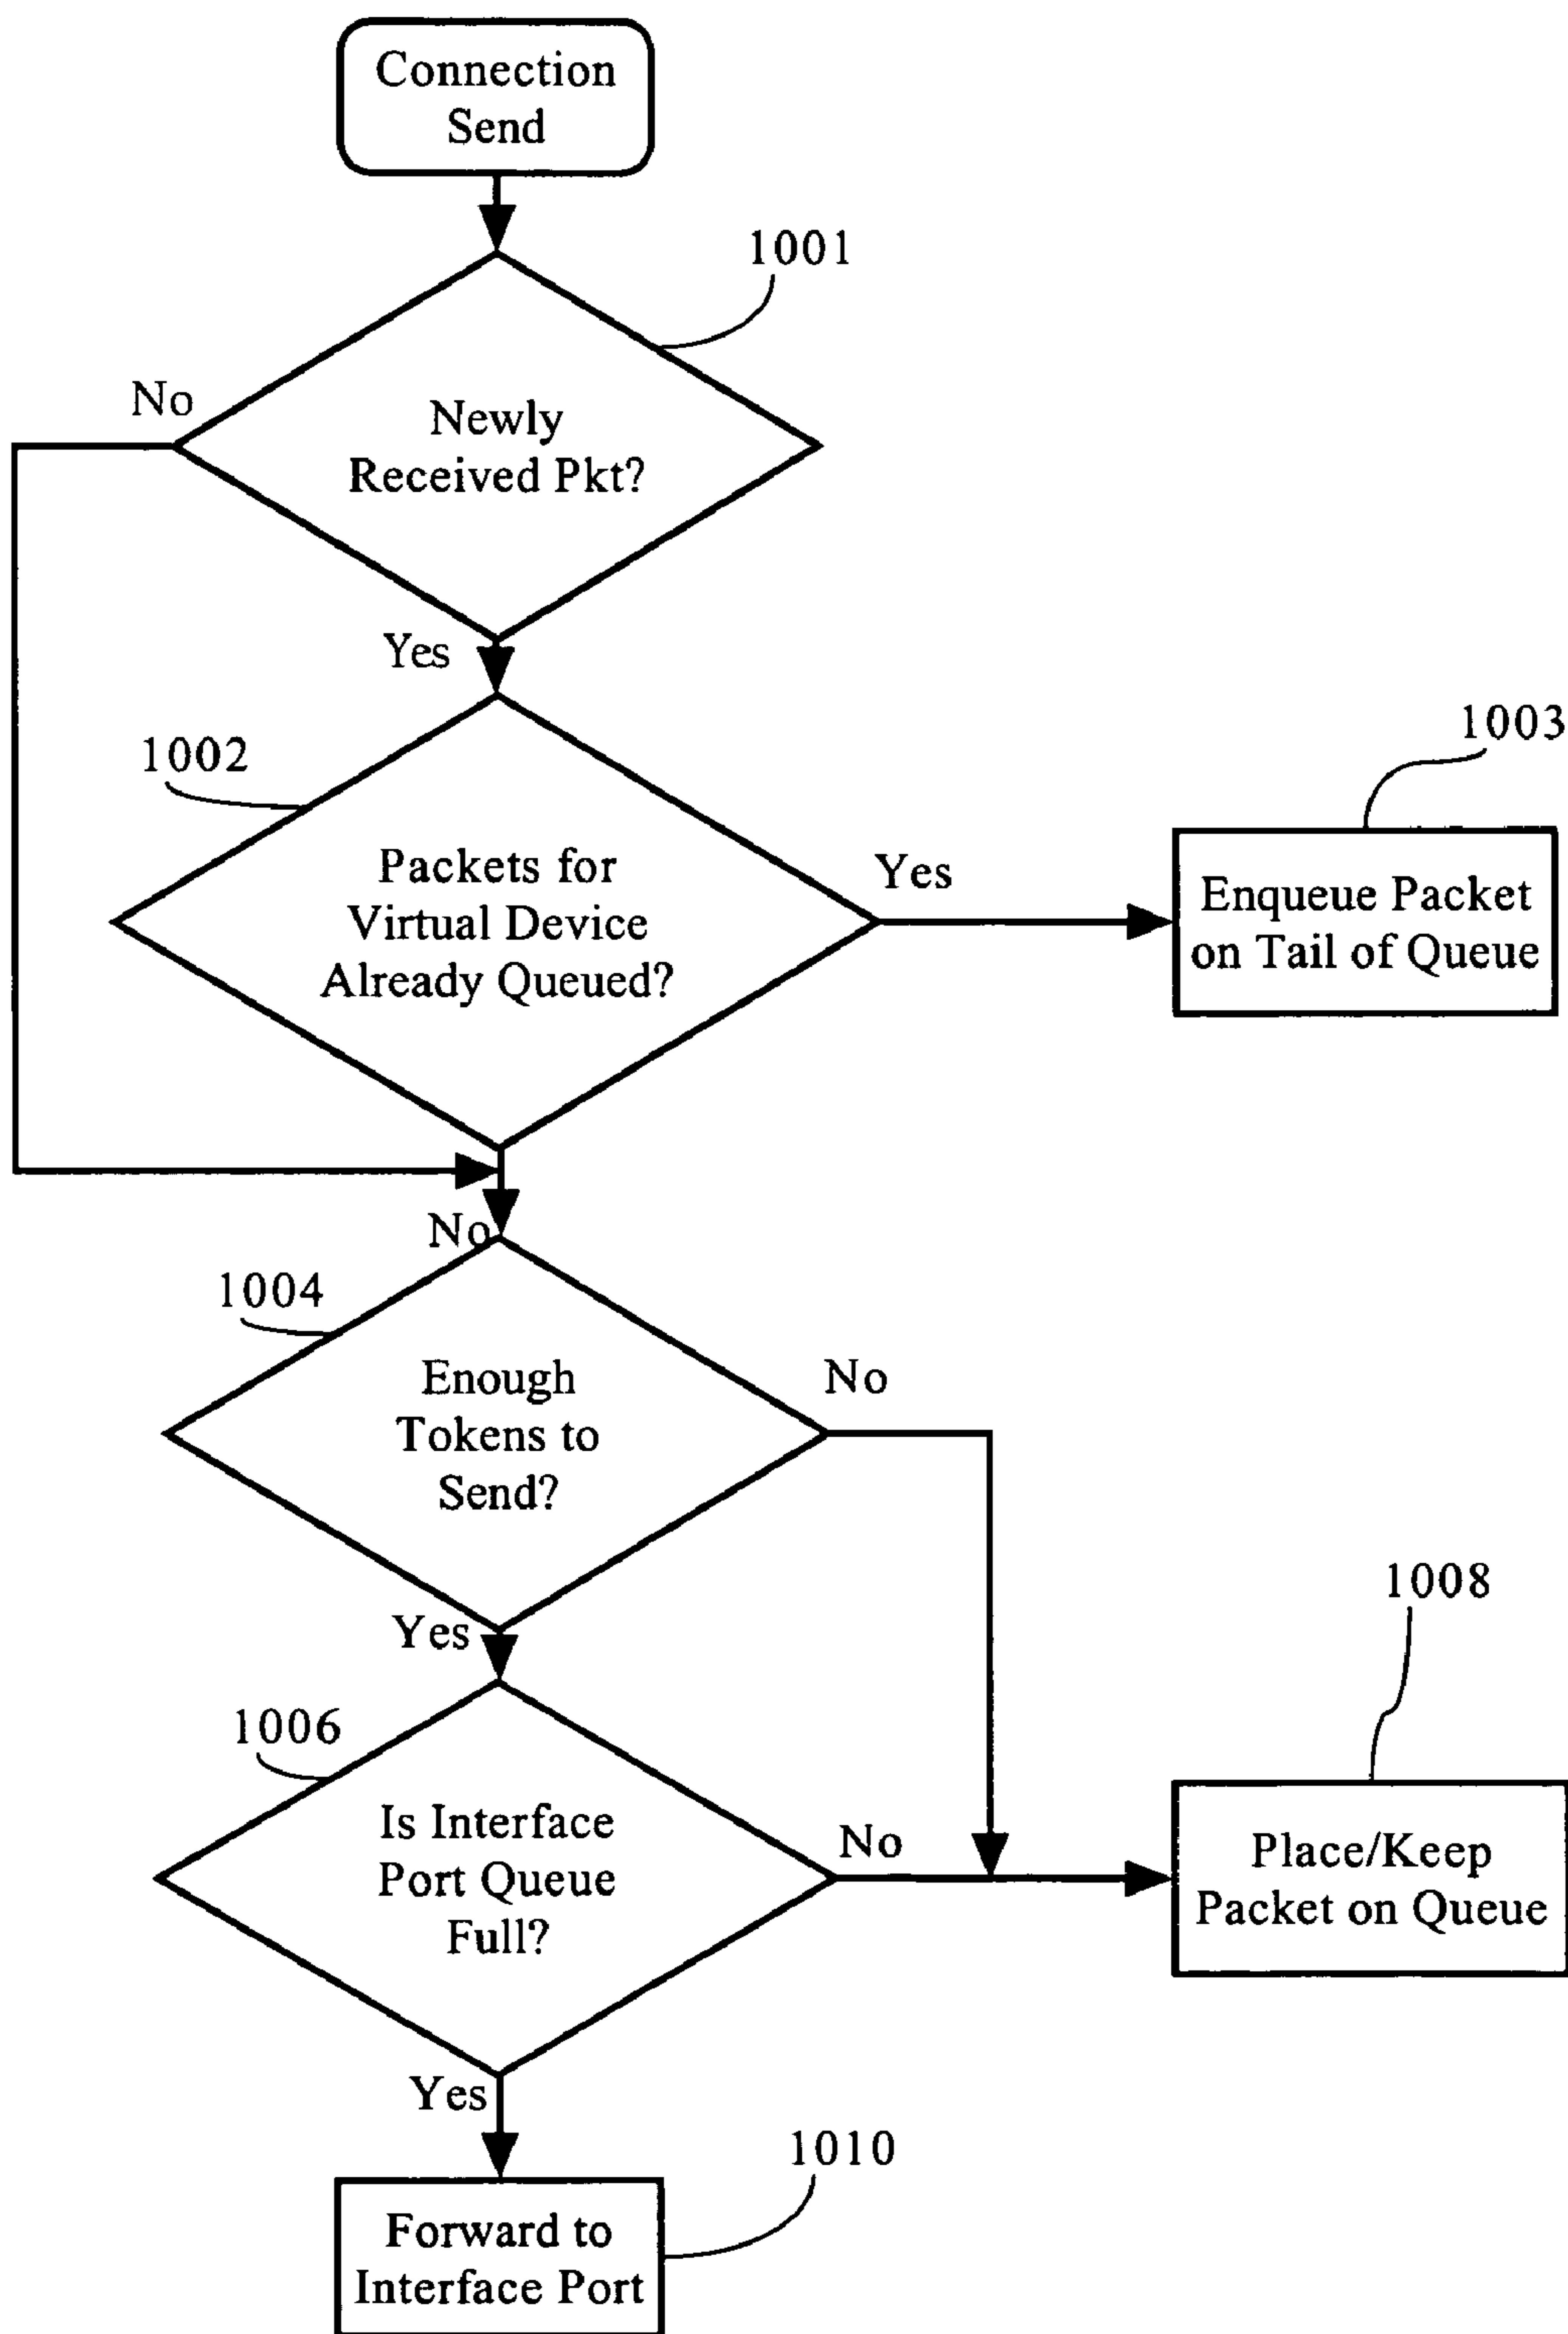 Connection
Send
1001
No
Newly
Received Pkt?
Yes
1002
1003
Packets for
Virtual Device
Already Queued?
Yes
Enqueue Packet
on Tail of Queue
No
1004
Enough
Tokens to
Send?
No
Yes
1008
1006
Is Interface
Port Queue
Full?
No
Place/Keep
Packet on Queue
Yes
1010
Forward to
Interface Port